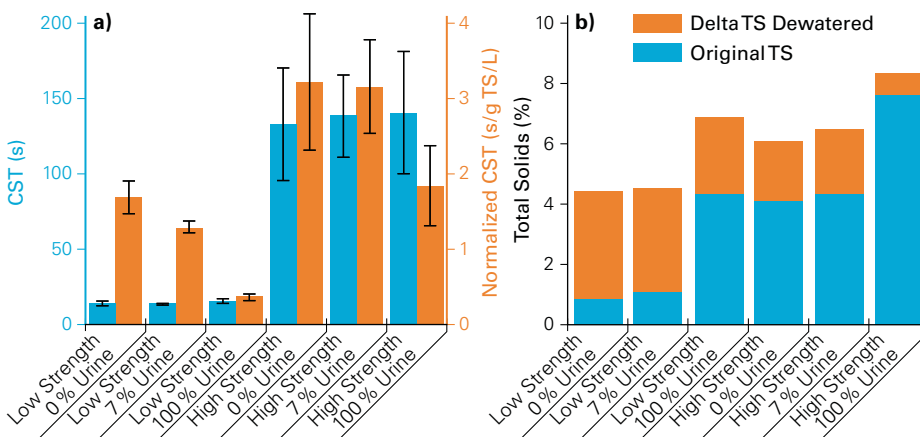 a)
CST (s)
200
150
100
50
0
Normalized CST (s/g TS/L)
4
3
2
1
0
Low Strength
0 % Urine
Low Strength
7 % Urine
Low Strength
100 % Urine
High Strength
0 % Urine
High Strength
7 % Urine
High Strength
100 % Urine
b)
Delta TS Dewatered
Original TS
Total Solids (%)
10
8
6
4
2
0
Low Strength
0 % Urine
Low Strength
7 % Urine
Low Strength
100 % Urine
High Strength
0 % Urine
High Strength
7 % Urine
High Strength
100 % Urine